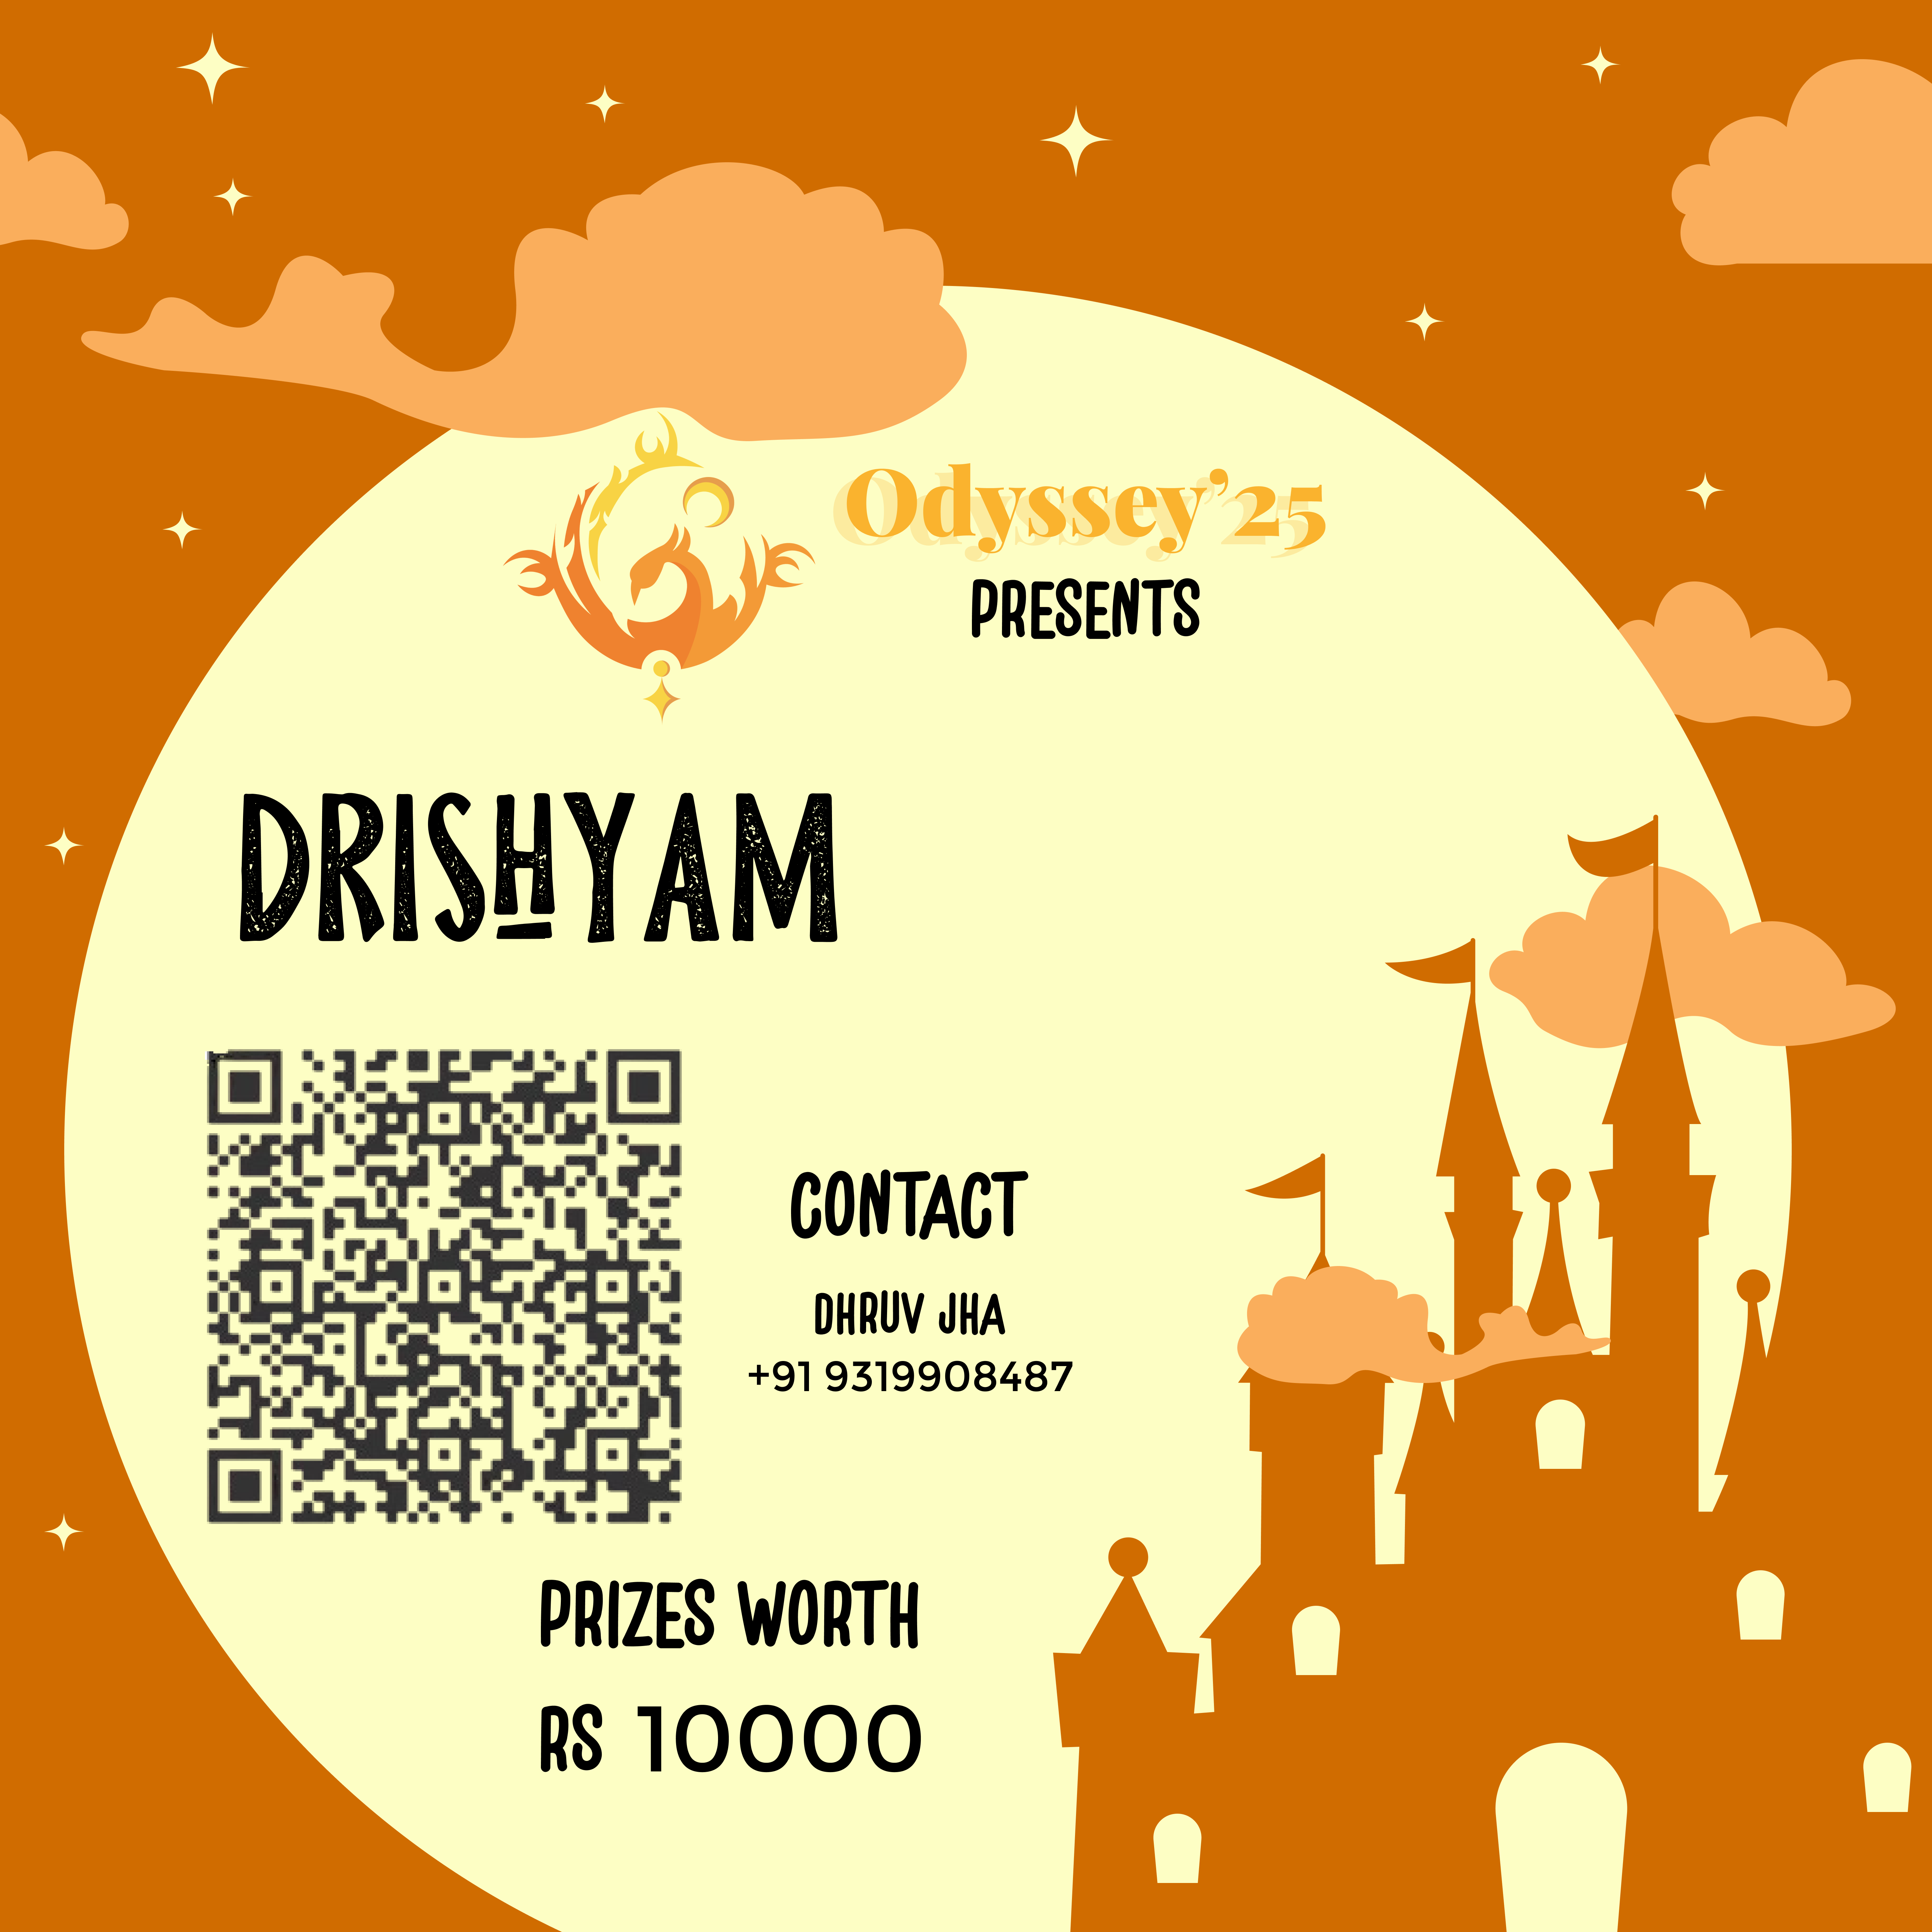 Odyssey'25
PRESENTS
DRISHYAM
CONTACT
DHRUV JHA
+91 9319908487
PRIZES WORTH
RS 10000